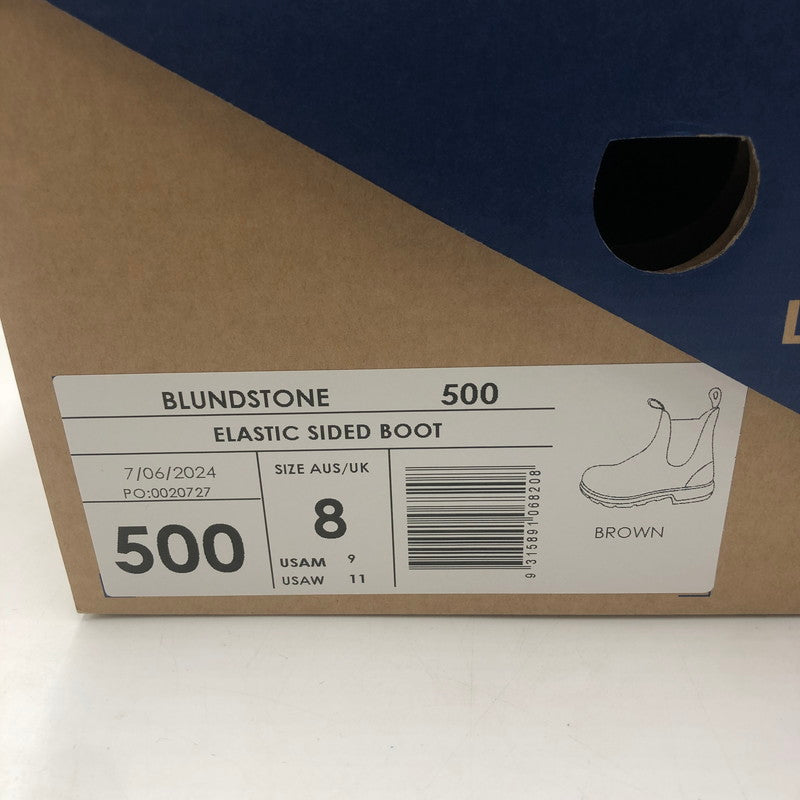 BLUNDSTONE 500
ELASTIC SIDED BOOT
7/06/2024
PO:0020727
500
SIZE AUS/UK
8
USAM 9
USAW 11
9 315891 068208
BROWN